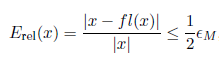 E_rel(x) = |x − fl(x)| / |x| ≤ 1/2 ϵ_M